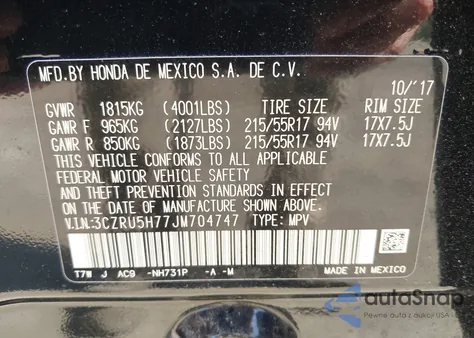 MFD.BY HONDA DE MEXICO S.A. DE C.V.
10/'17
GVWR 1815KG (4001LBS) TIRE SIZE RIM SIZE
GAWR F 965KG (2127LBS) 215/55R17 94V 17X7.5J
GAWR R 850KG (1873LBS) 215/55R17 94V 17X7.5J
THIS VEHICLE CONFORMS TO ALL APPLICABLE
FEDERAL MOTOR VEHICLE SAFETY
AND THEFT PREVENTION STANDARDS IN EFFECT
ON THE DATE OF MANUFACTURE SHOWN ABOVE.
V.I.N:3CZRU5H77JM704747 TYPE: MPV
T7W J AC9 -NH731P -A -M MADE IN MEXICO
autoSnap
Pewne auta z USA i